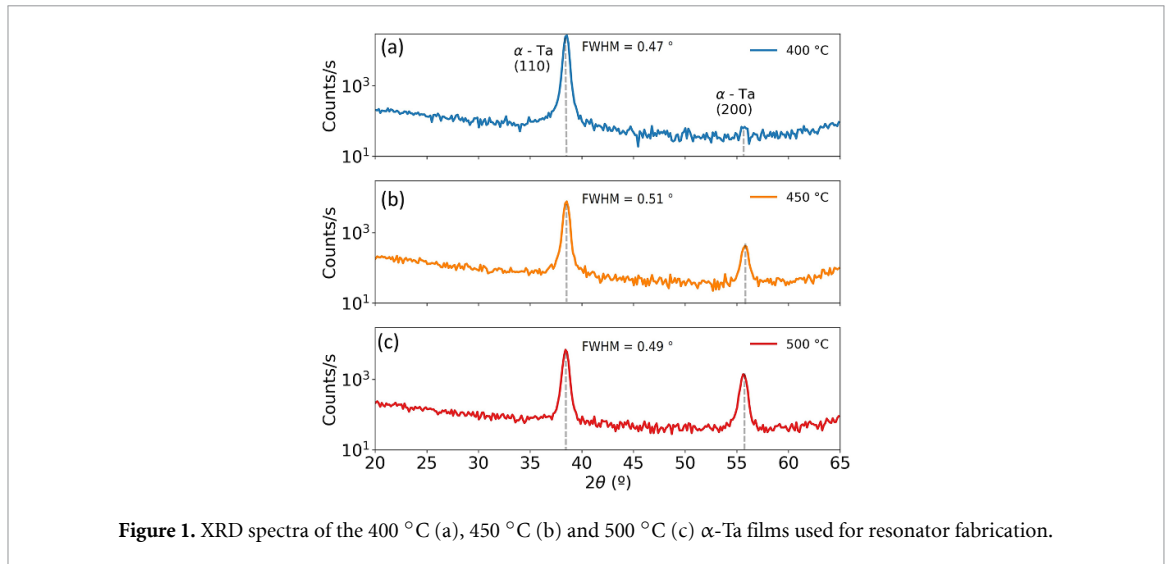 (a)
α - Ta
(110)
FWHM = 0.47 °
400 °C
α - Ta
(200)
Counts/s
10³
10¹
(b)
FWHM = 0.51 °
450 °C
Counts/s
10³
10¹
(c)
FWHM = 0.49 °
500 °C
Counts/s
10³
10¹
20 25 30 35 40 45 50 55 60 65
2θ (º)
Figure 1. XRD spectra of the 400 °C (a), 450 °C (b) and 500 °C (c) α-Ta films used for resonator fabrication.